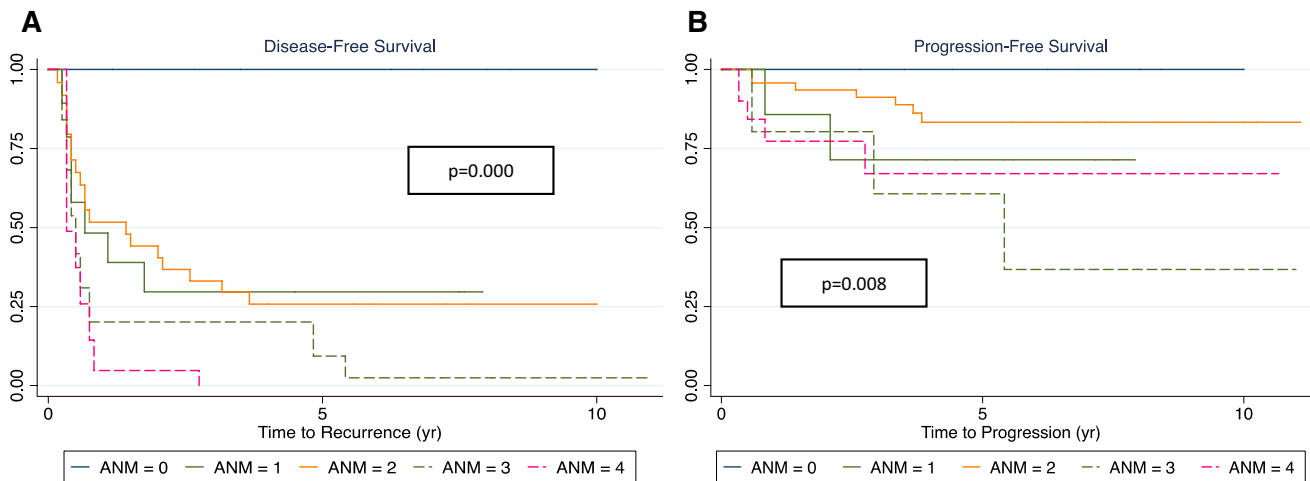 A
Disease-Free Survival
1.00
0.75
0.50
0.25
0.00
p=0.000
0 5 10
Time to Recurrence (yr)
ANM = 0 ANM = 1 ANM = 2 ANM = 3 ANM = 4
B
Progression-Free Survival
1.00
0.75
0.50
0.25
0.00
p=0.008
0 5 10
Time to Progression (yr)
ANM = 0 ANM = 1 ANM = 2 ANM = 3 ANM = 4